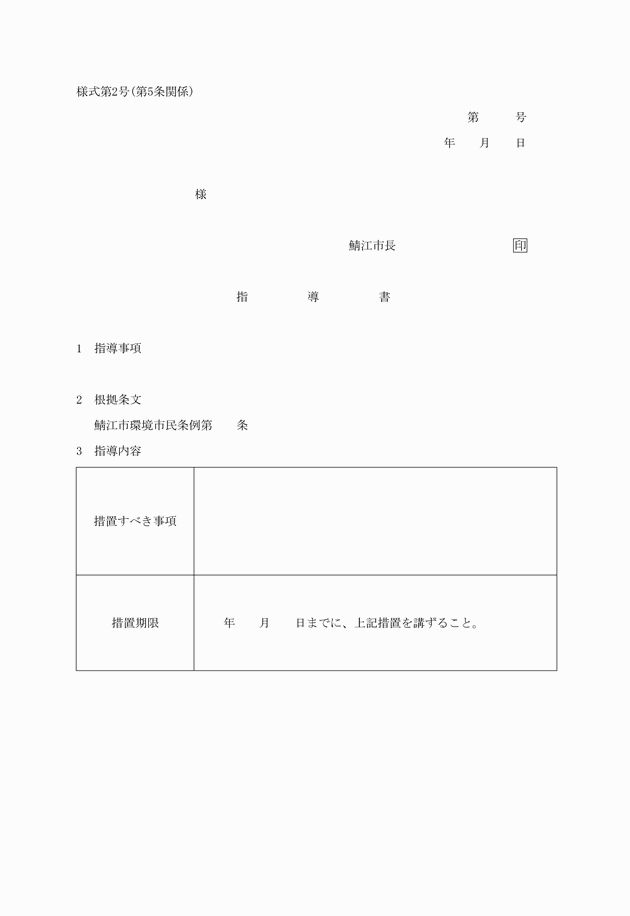 様式第2号(第5条関係)
第　　　号
年　　月　　日
様
鯖江市長　　　　　　　　　　印
指　　　　　導　　　　　書
1　指導事項
2　根拠条文
鯖江市環境市民条例第　　条
3　指導内容
措置すべき事項
措置期限　　　年　　月　　日までに、上記措置を講ずること。